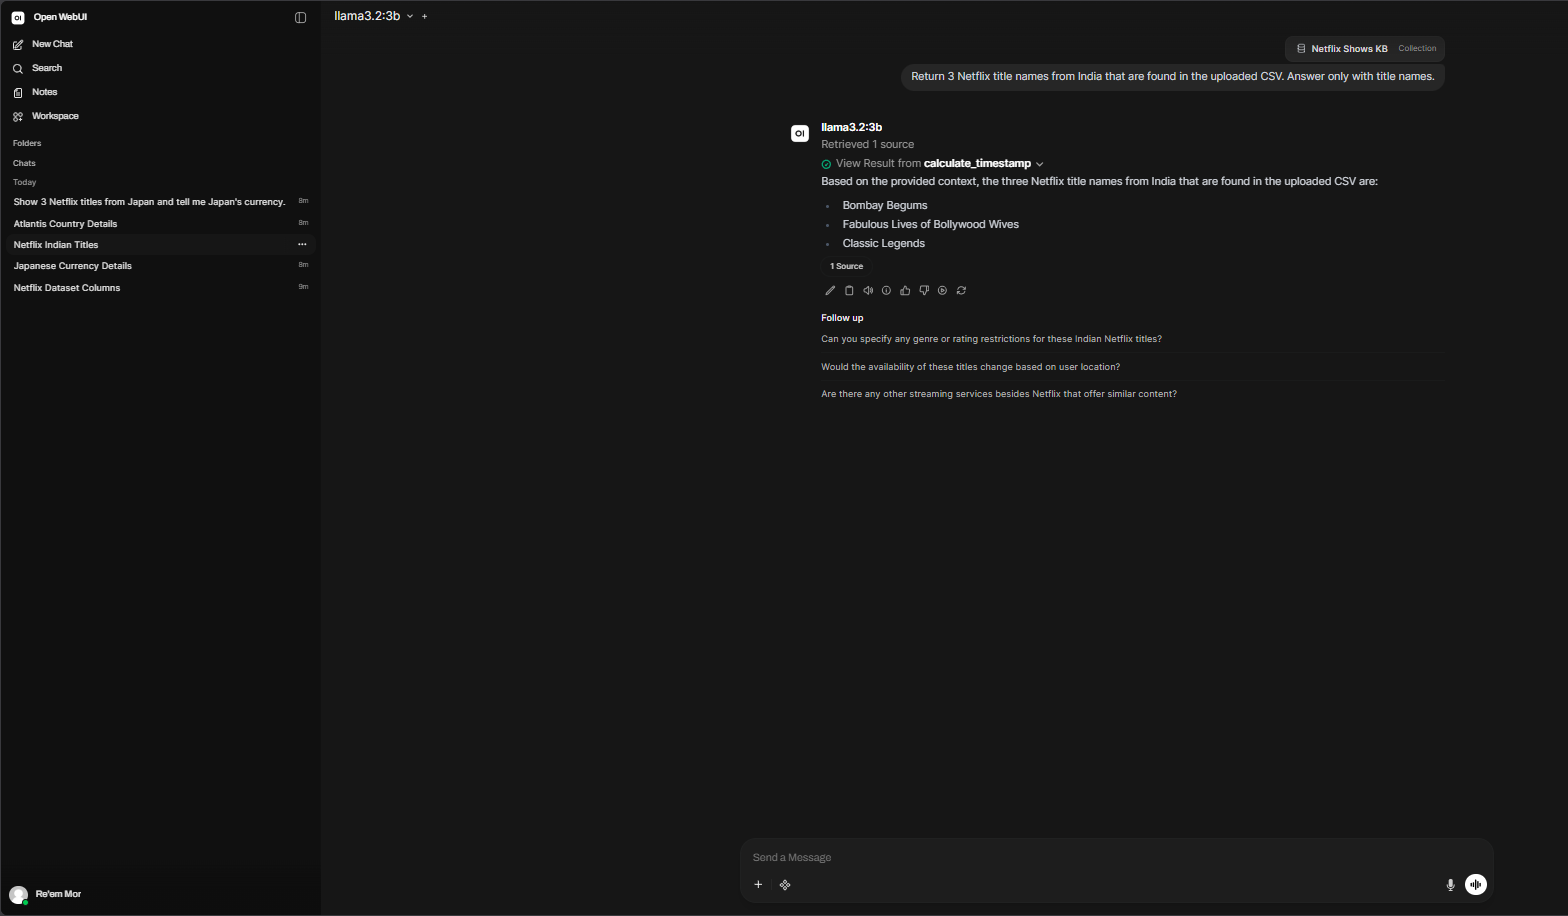 OI Open WebUI
New Chat
Search
Notes
Workspace
Folders
Chats
Today
Show 3 Netflix titles from Japan and tell me Japan's currency. 8m
Atlantis Country Details 8m
Netflix Indian Titles
Japanese Currency Details 8m
Netflix Dataset Columns 9m
Re'em Mor
llama3.2:3b
Netflix Shows KB Collection
Return 3 Netflix title names from India that are found in the uploaded CSV. Answer only with title names.
OI llama3.2:3b
Retrieved 1 source
View Result from calculate_timestamp
Based on the provided context, the three Netflix title names from India that are found in the uploaded CSV are:
Bombay Begums
Fabulous Lives of Bollywood Wives
Classic Legends
1 Source
Follow up
Can you specify any genre or rating restrictions for these Indian Netflix titles?
Would the availability of these titles change based on user location?
Are there any other streaming services besides Netflix that offer similar content?
Send a Message